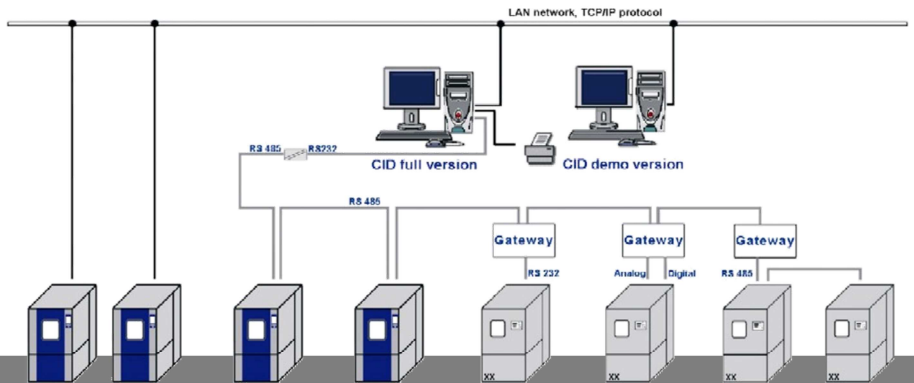 LAN network, TCP/IP protocol
RS 485
RS232
CID full version
CID demo version
RS 485
Gateway
Gateway
Gateway
RS 232
Analog
Digital
RS 485
XX
XX
XX
XX